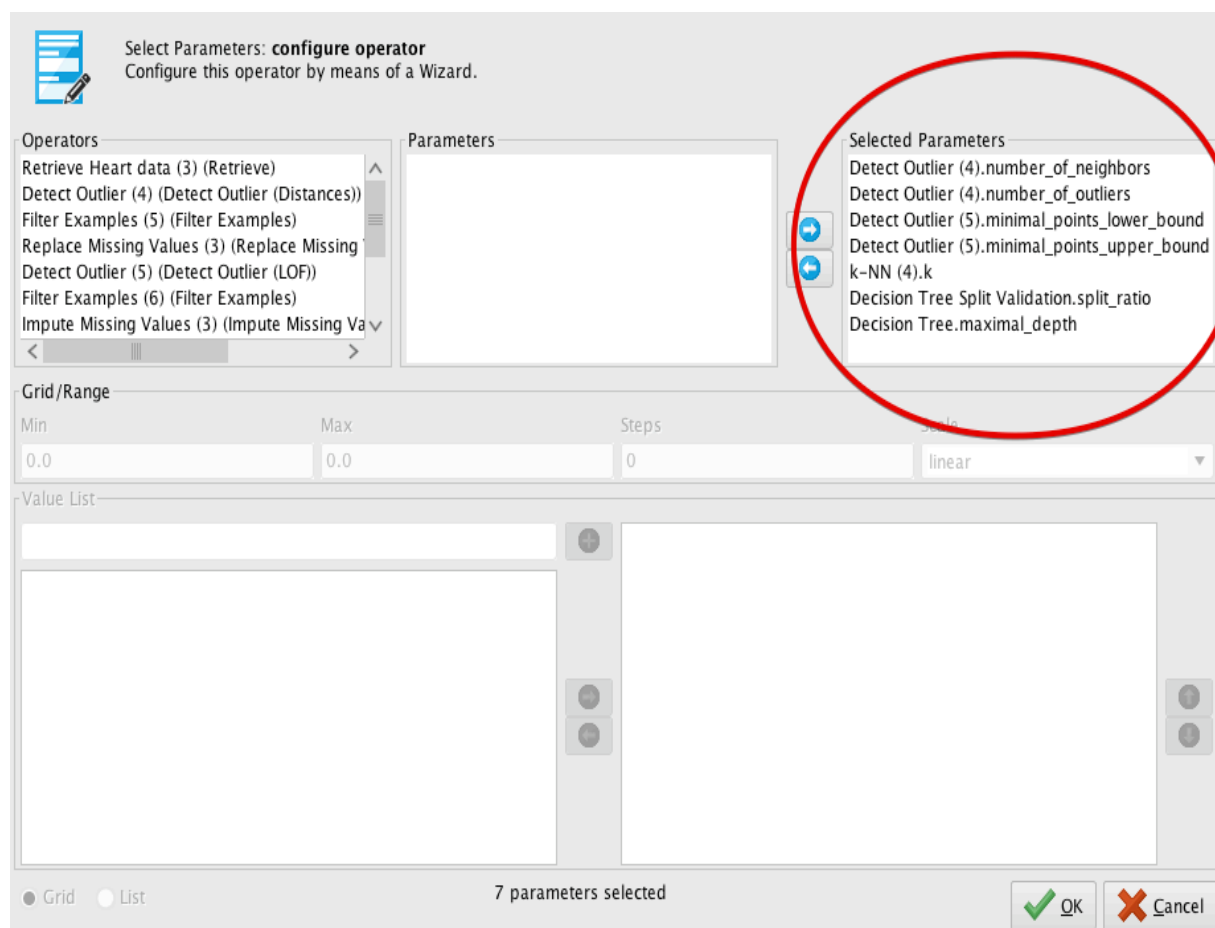 Select Parameters: configure operator
Configure this operator by means of a Wizard.
Operators
Retrieve Heart data (3) (Retrieve)
Detect Outlier (4) (Detect Outlier (Distances))
Filter Examples (5) (Filter Examples)
Replace Missing Values (3) (Replace Missing
Detect Outlier (5) (Detect Outlier (LOF))
Filter Examples (6) (Filter Examples)
Impute Missing Values (3) (Impute Missing Va
Parameters
Selected Parameters
Detect Outlier (4).number_of_neighbors
Detect Outlier (4).number_of_outliers
Detect Outlier (5).minimal_points_lower_bound
Detect Outlier (5).minimal_points_upper_bound
k-NN (4).k
Decision Tree Split Validation.split_ratio
Decision Tree.maximal_depth
Grid/Range
Min Max Steps Scale
0.0 0.0 0 linear
Value List
Grid List
7 parameters selected
OK Cancel